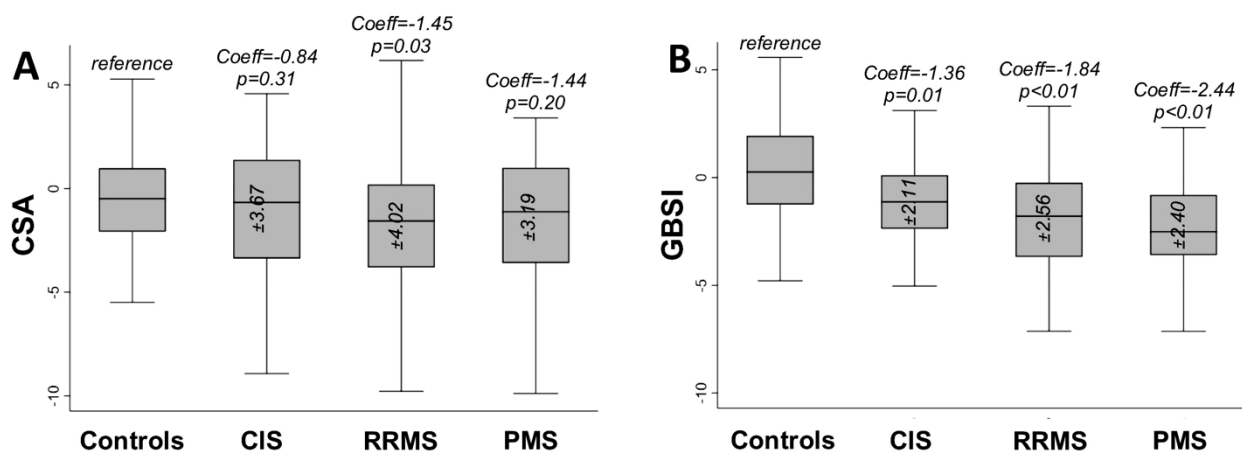 A
CSA
5
0
-5
-10
reference
Coeff=-0.84
p=0.31
Coeff=-1.45
p=0.03
Coeff=-1.44
p=0.20
±3.67
±4.02
±3.19
Controls
CIS
RRMS
PMS
B
GBSI
5
0
-5
-10
reference
Coeff=-1.36
p=0.01
Coeff=-1.84
p<0.01
Coeff=-2.44
p<0.01
±2.11
±2.56
±2.40
Controls
CIS
RRMS
PMS